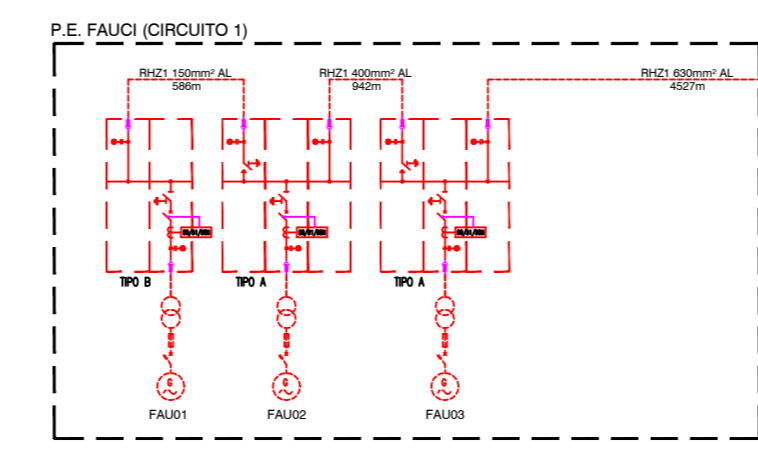 P.E. FAUCI (CIRCUITO 1)
RHZ1 150mm² AL
586m
RHZ1 400mm² AL
942m
RHZ1 630mm² AL
4527m
TIPO B
TIPO A
TIPO A
G
G
G
FAU01
FAU02
FAU03